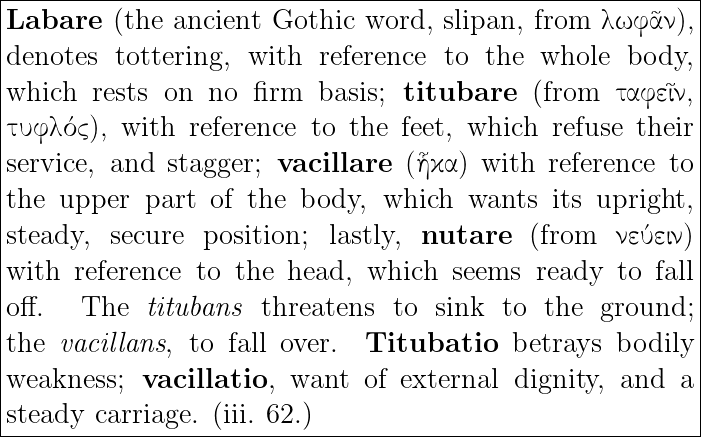 Labare (the ancient Gothic word, slipan, from λωφᾶν),
denotes tottering, with reference to the whole body,
which rests on no firm basis; titubare (from ταφεῖν,
τυφλός), with reference to the feet, which refuse their
service, and stagger; vacillare (ἦκα) with reference to
the upper part of the body, which wants its upright,
steady, secure position; lastly, nutare (from νεύειν)
with reference to the head, which seems ready to fall
off. The titubans threatens to sink to the ground;
the vacillans, to fall over. Titubatio betrays bodily
weakness; vacillatio, want of external dignity, and a
steady carriage. (iii. 62.)